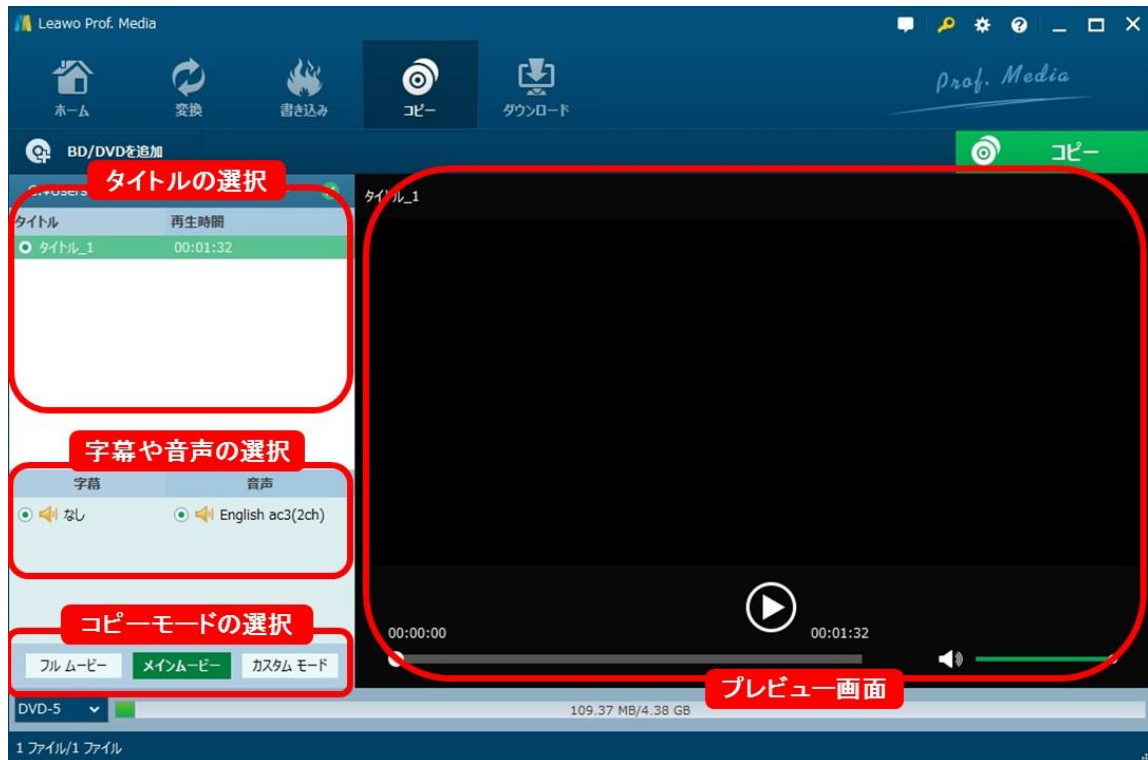 Leawo Prof. Media
ホーム
変換
書き込み
コピー
ダウンロード
Prof. Media
BD/DVDを追加
コピー
タイトルの選択
タイトル_1
タイトル 再生時間
タイトル_1 00:01:32
字幕や音声の選択
字幕 音声
なし English ac3(2ch)
コピーモードの選択
00:00:00 00:01:32
フル ムービー メインムービー カスタム モード
プレビュー画面
DVD-5 109.37 MB/4.38 GB
1 ファイル/1 ファイル